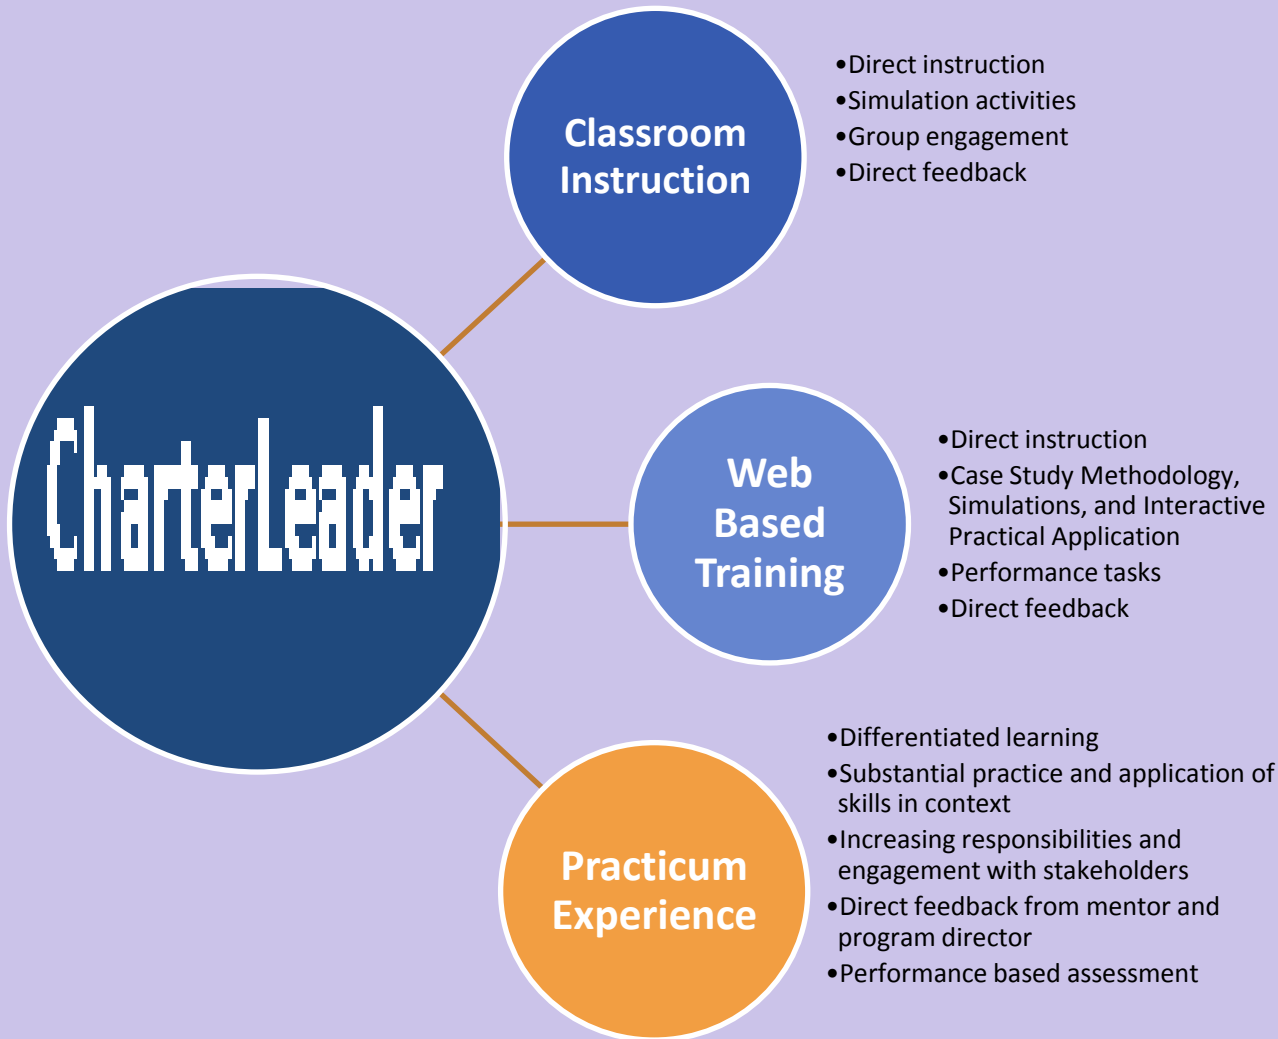 Classroom
Instruction
•Direct instruction
•Simulation activities
•Group engagement
•Direct feedback
CharterLeader
Web
Based
Training
•Direct instruction
•Case Study Methodology,
Simulations, and Interactive
Practical Application
•Performance tasks
•Direct feedback
Practicum
Experience
•Differentiated learning
•Substantial practice and application of
skills in context
•Increasing responsibilities and
engagement with stakeholders
•Direct feedback from mentor and
program director
•Performance based assessment